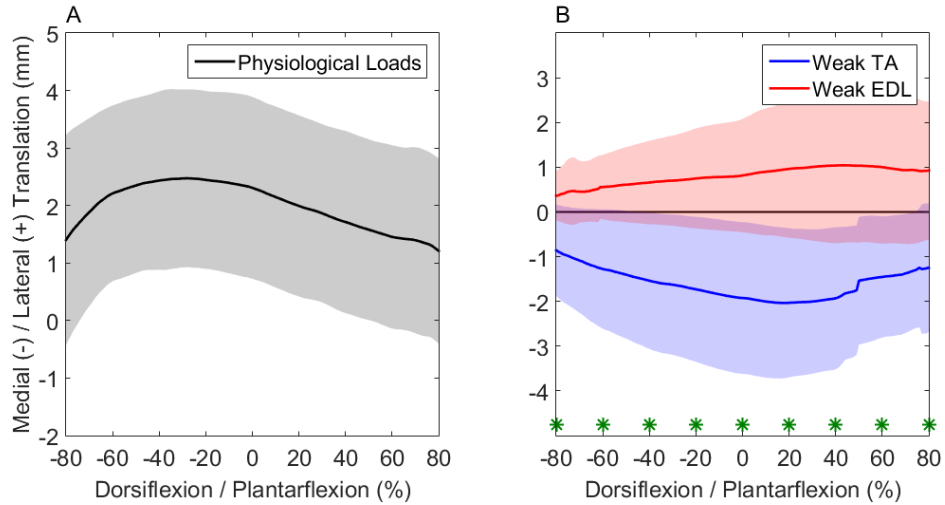 A
Physiological Loads
5
4
3
2
1
0
-1
-2
-80 -60 -40 -20 0 20 40 60 80
Medial (-) / Lateral (+) Translation (mm)
Dorsiflexion / Plantarflexion (%)
B
Weak TA
Weak EDL
3
2
1
0
-1
-2
-3
-4
-80 -60 -40 -20 0 20 40 60 80
Dorsiflexion / Plantarflexion (%)